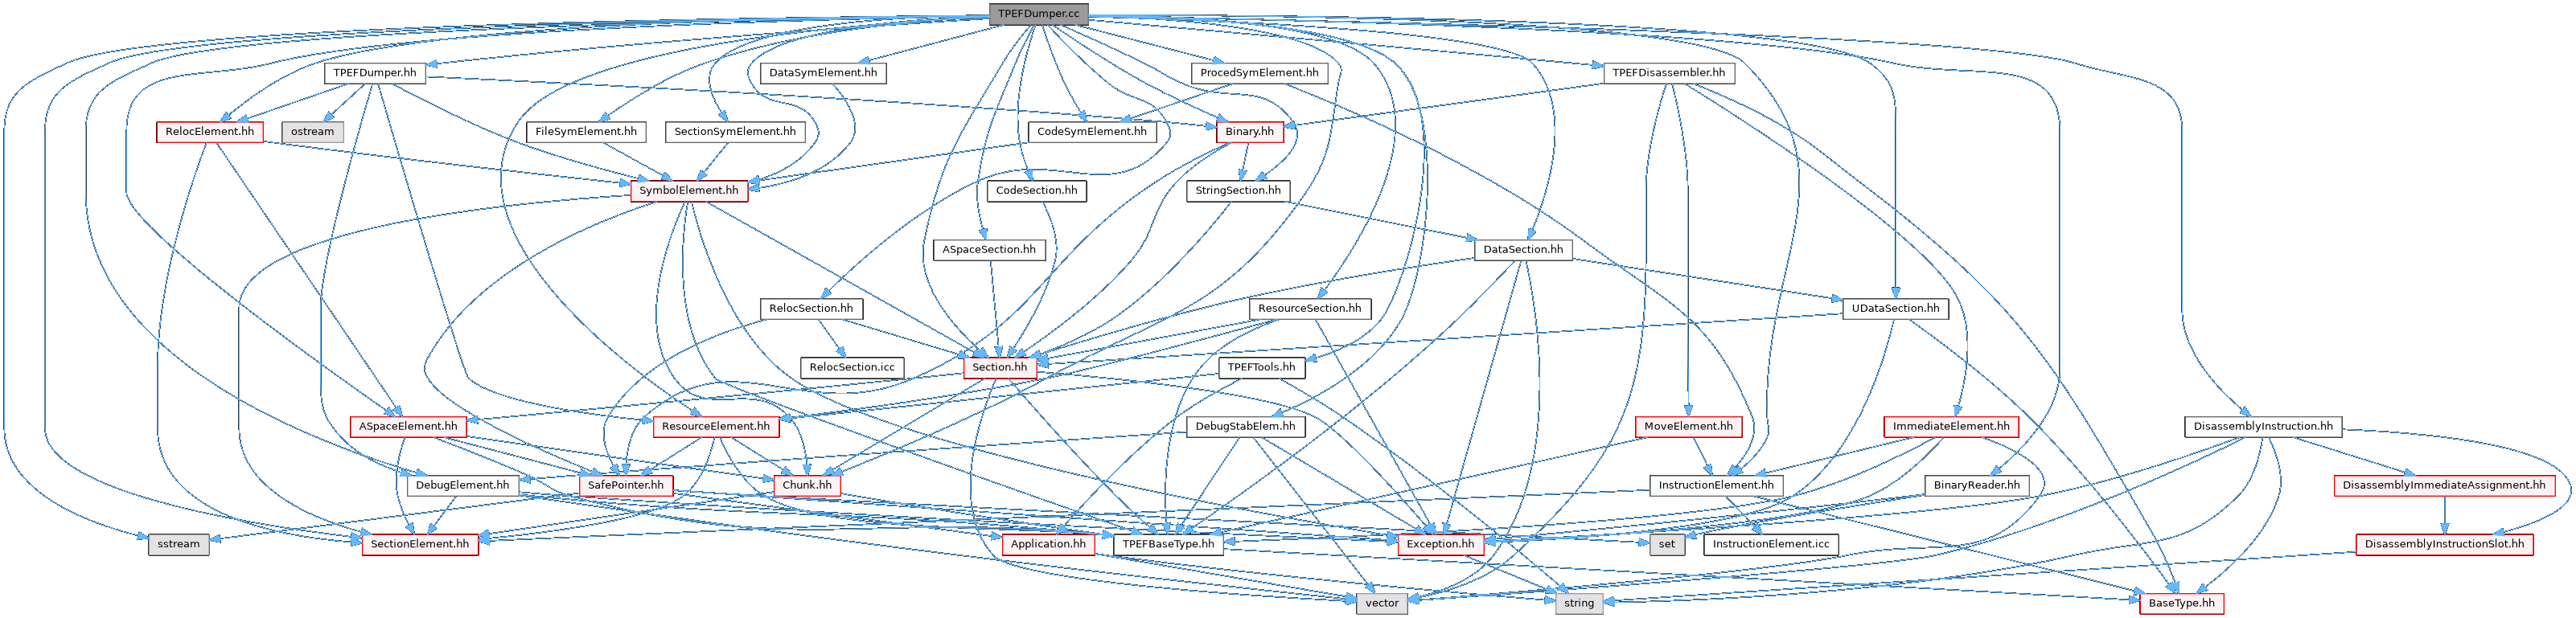 TPEFDumper.cc
TPEFDumper.hh
DataSymElement.hh
ProcedSymElement.hh
TPEFDisassembler.hh
RelocElement.hh
ostream
FileSymElement.hh
SectionSymElement.hh
CodeSymElement.hh
Binary.hh
SymbolElement.hh
CodeSection.hh
StringSection.hh
ASpaceSection.hh
DataSection.hh
RelocSection.hh
ResourceSection.hh
UDataSection.hh
RelocSection.icc
Section.hh
TPEFTools.hh
ASpaceElement.hh
ResourceElement.hh
DebugStabElem.hh
MoveElement.hh
ImmediateElement.hh
DisassemblyInstruction.hh
DebugElement.hh
SafePointer.hh
Chunk.hh
InstructionElement.hh
BinaryReader.hh
DisassemblyImmediateAssignment.hh
sstream
SectionElement.hh
Application.hh
TPEFBaseType.hh
Exception.hh
set
InstructionElement.icc
DisassemblyInstructionSlot.hh
vector
string
BaseType.hh